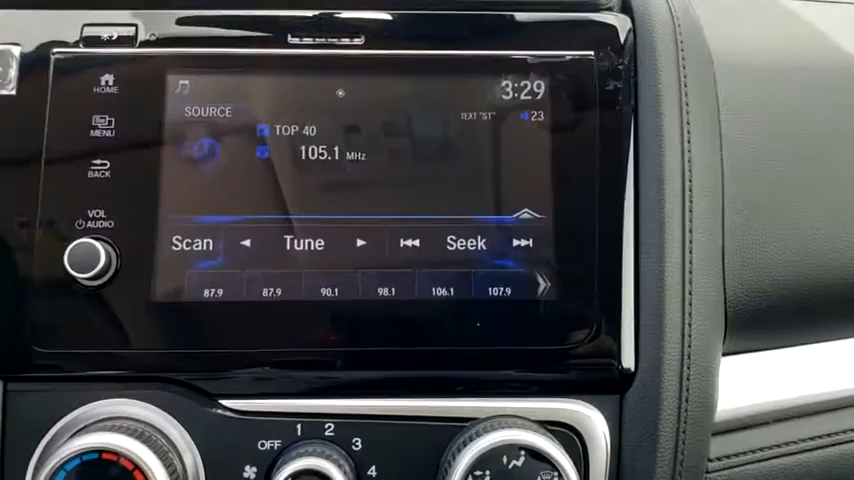 HOME
SOURCE
3:29
MENU
TEXT "ST"
23
TOP 40
105.1 MHz
BACK
VOL
AUDIO
Scan
Tune
Seek
87.9 87.9 90.1 98.1 106.1 107.9
OFF 1 2 3 4